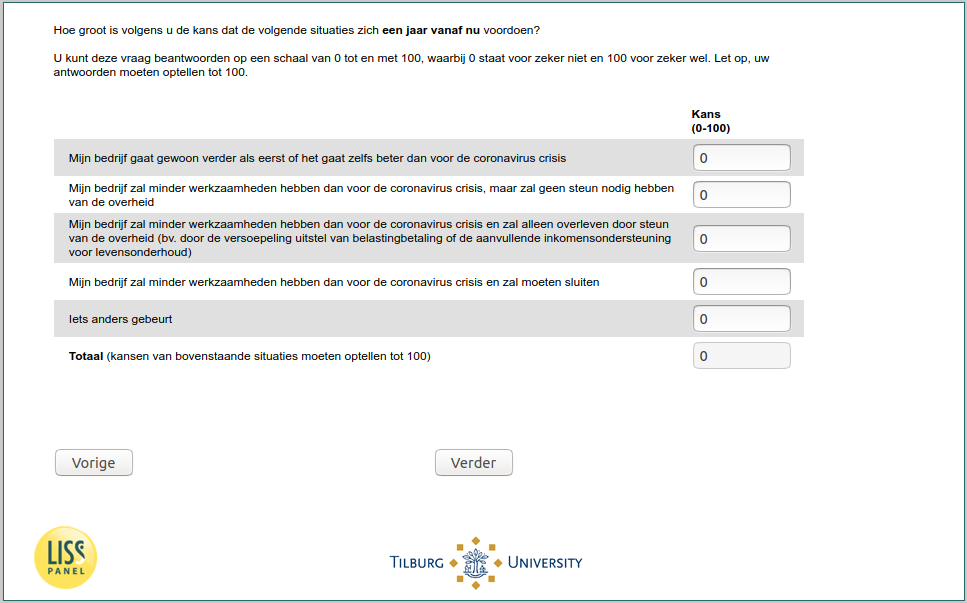 Hoe groot is volgens u de kans dat de volgende situaties zich een jaar vanaf nu voordoen?
U kunt deze vraag beantwoorden op een schaal van 0 tot en met 100, waarbij 0 staat voor zeker niet en 100 voor zeker wel. Let op, uw
antwoorden moeten optellen tot 100.
Kans
(0-100)
Mijn bedrijf gaat gewoon verder als eerst of het gaat zelfs beter dan voor de coronavirus crisis
0
Mijn bedrijf zal minder werkzaamheden hebben dan voor de coronavirus crisis, maar zal geen steun nodig hebben
van de overheid
0
Mijn bedrijf zal minder werkzaamheden hebben dan voor de coronavirus crisis en zal alleen overleven door steun
van de overheid (bv. door de versoepeling uitstel van belastingbetaling of de aanvullende inkomensondersteuning
voor levensonderhoud)
0
Mijn bedrijf zal minder werkzaamheden hebben dan voor de coronavirus crisis en zal moeten sluiten
0
Iets anders gebeurt
0
Totaal (kansen van bovenstaande situaties moeten optellen tot 100)
0
Vorige
Verder
LISS
PANEL
TILBURG UNIVERSITY